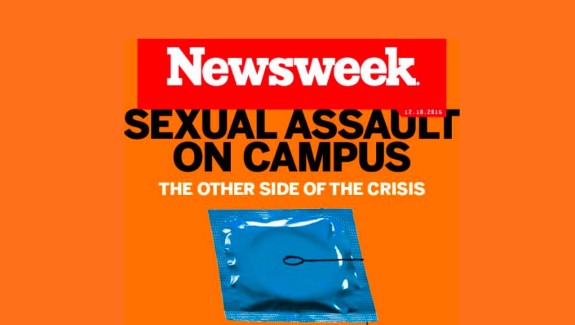 Newsweek
12.18.2015
SEXUAL ASSAULT
ON CAMPUS
THE OTHER SIDE OF THE CRISIS